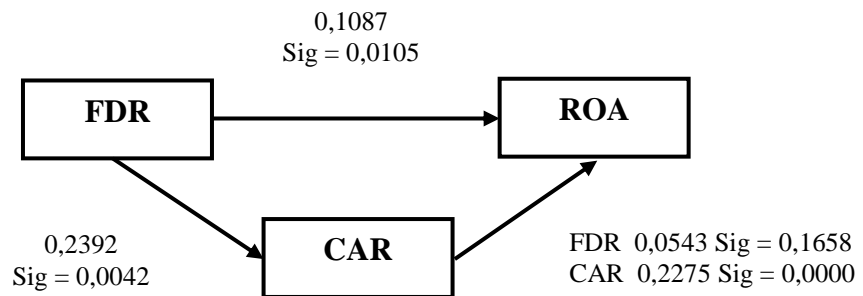 0,1087
Sig = 0,0105
FDR
ROA
CAR
0,2392
Sig = 0,0042
FDR 0,0543 Sig = 0,1658
CAR 0,2275 Sig = 0,0000